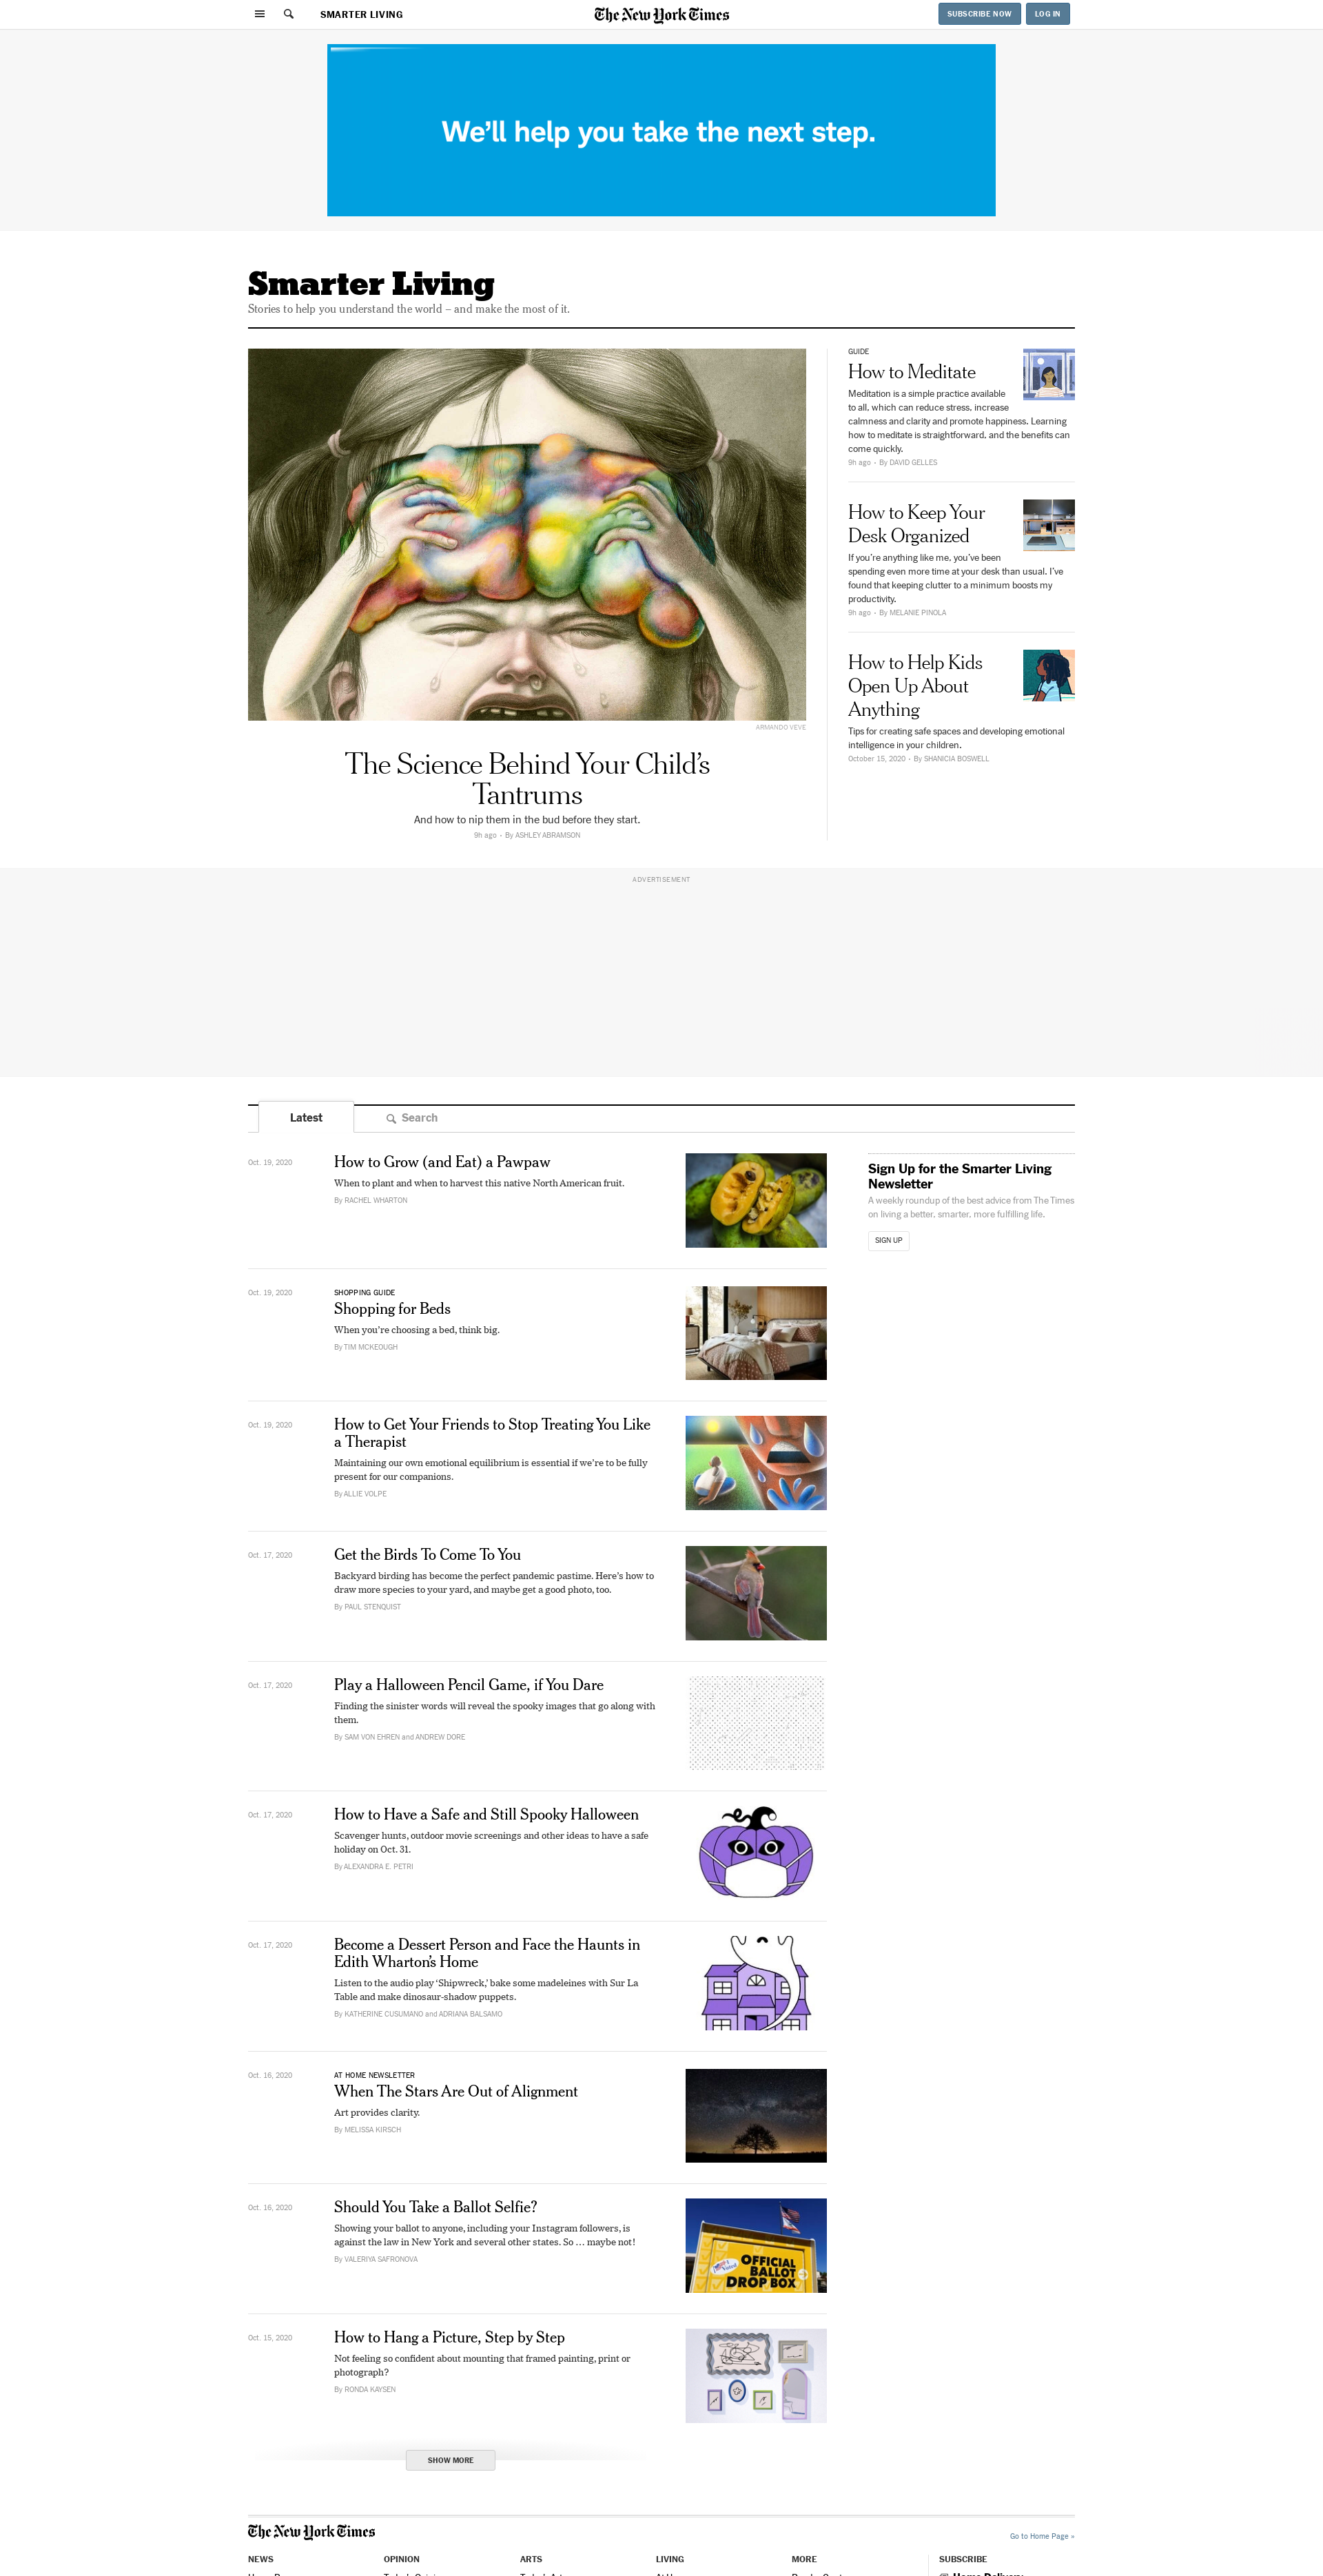 SMARTER LIVING
The New York Times
SUBSCRIBE NOW
LOG IN
We'll help you take the next step.
Smarter Living
Stories to help you understand the world – and make the most of it.
ARMANDO VEVE
The Science Behind Your Child's
Tantrums
And how to nip them in the bud before they start.
9h ago - By ASHLEY ABRAMSON
GUIDE
How to Meditate
Meditation is a simple practice available
to all, which can reduce stress, increase
calmness and clarity and promote happiness. Learning
how to meditate is straightforward, and the benefits can
come quickly.
9h ago - By DAVID GELLES
How to Keep Your
Desk Organized
If you're anything like me, you've been
spending even more time at your desk than usual. I've
found that keeping clutter to a minimum boosts my
productivity.
9h ago - By MELANIE PINOLA
How to Help Kids
Open Up About
Anything
Tips for creating safe spaces and developing emotional
intelligence in your children.
October 15, 2020 - By SHANICIA BOSWELL
ADVERTISEMENT
Latest
Search
Oct. 19, 2020
How to Grow (and Eat) a Pawpaw
When to plant and when to harvest this native North American fruit.
By RACHEL WHARTON
Sign Up for the Smarter Living
Newsletter
A weekly roundup of the best advice from The Times
on living a better, smarter, more fulfilling life.
SIGN UP
Oct. 19, 2020
SHOPPING GUIDE
Shopping for Beds
When you're choosing a bed, think big.
By TIM MCKEOUGH
Oct. 19, 2020
How to Get Your Friends to Stop Treating You Like
a Therapist
Maintaining our own emotional equilibrium is essential if we're to be fully
present for our companions.
By ALLIE VOLPE
Oct. 17, 2020
Get the Birds To Come To You
Backyard birding has become the perfect pandemic pastime. Here's how to
draw more species to your yard, and maybe get a good photo, too.
By PAUL STENQUIST
Oct. 17, 2020
Play a Halloween Pencil Game, if You Dare
Finding the sinister words will reveal the spooky images that go along with
them.
By SAM VON EHREN and ANDREW DORE
Oct. 17, 2020
How to Have a Safe and Still Spooky Halloween
Scavenger hunts, outdoor movie screenings and other ideas to have a safe
holiday on Oct. 31.
By ALEXANDRA E. PETRI
Oct. 17, 2020
Become a Dessert Person and Face the Haunts in
Edith Wharton's Home
Listen to the audio play 'Shipwreck,' bake some madeleines with Sur La
Table and make dinosaur-shadow puppets.
By KATHERINE CUSUMANO and ADRIANA BALSAMO
Oct. 16, 2020
AT HOME NEWSLETTER
When The Stars Are Out of Alignment
Art provides clarity.
By MELISSA KIRSCH
Oct. 16, 2020
Should You Take a Ballot Selfie?
Showing your ballot to anyone, including your Instagram followers, is
against the law in New York and several other states. So … maybe not!
By VALERIYA SAFRONOVA
OFFICIAL
BALLOT
DROP BOX
Oct. 15, 2020
How to Hang a Picture, Step by Step
Not feeling so confident about mounting that framed painting, print or
photograph?
By RONDA KAYSEN
SHOW MORE
The New York Times
Go to Home Page »
NEWS
OPINION
ARTS
LIVING
MORE
SUBSCRIBE